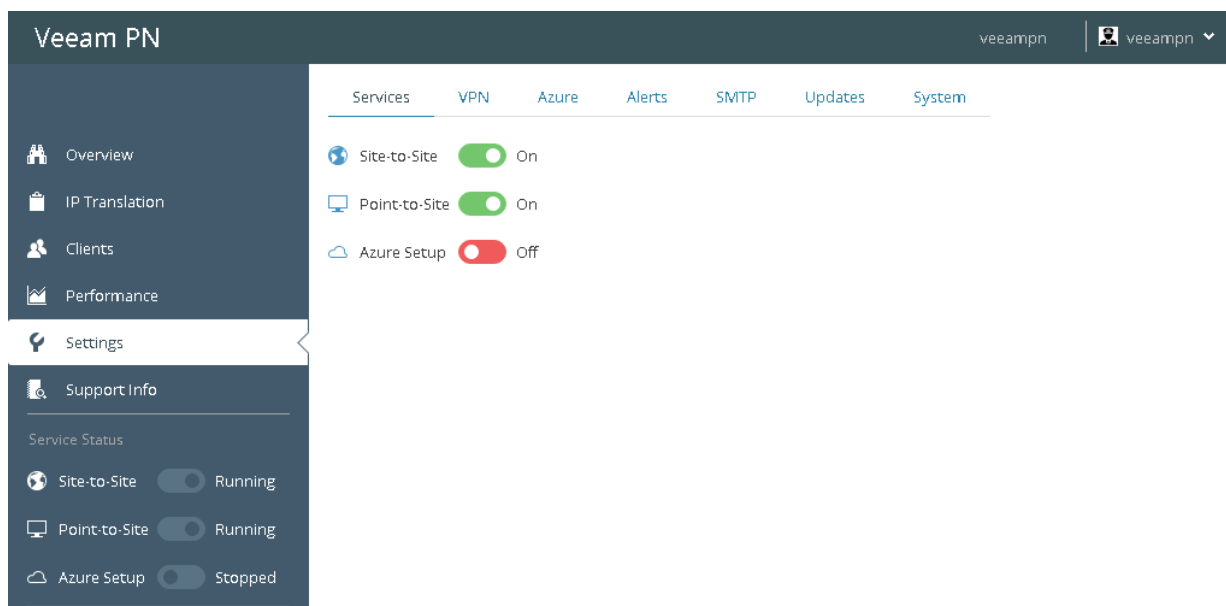 Veeam PN
veeampn
veeampn
Services VPN Azure Alerts SMTP Updates System
Overview
IP Translation
Clients
Performance
Settings
Support Info
Service Status
Site-to-Site Running
Point-to-Site Running
Azure Setup Stopped
Site-to-Site On
Point-to-Site On
Azure Setup Off